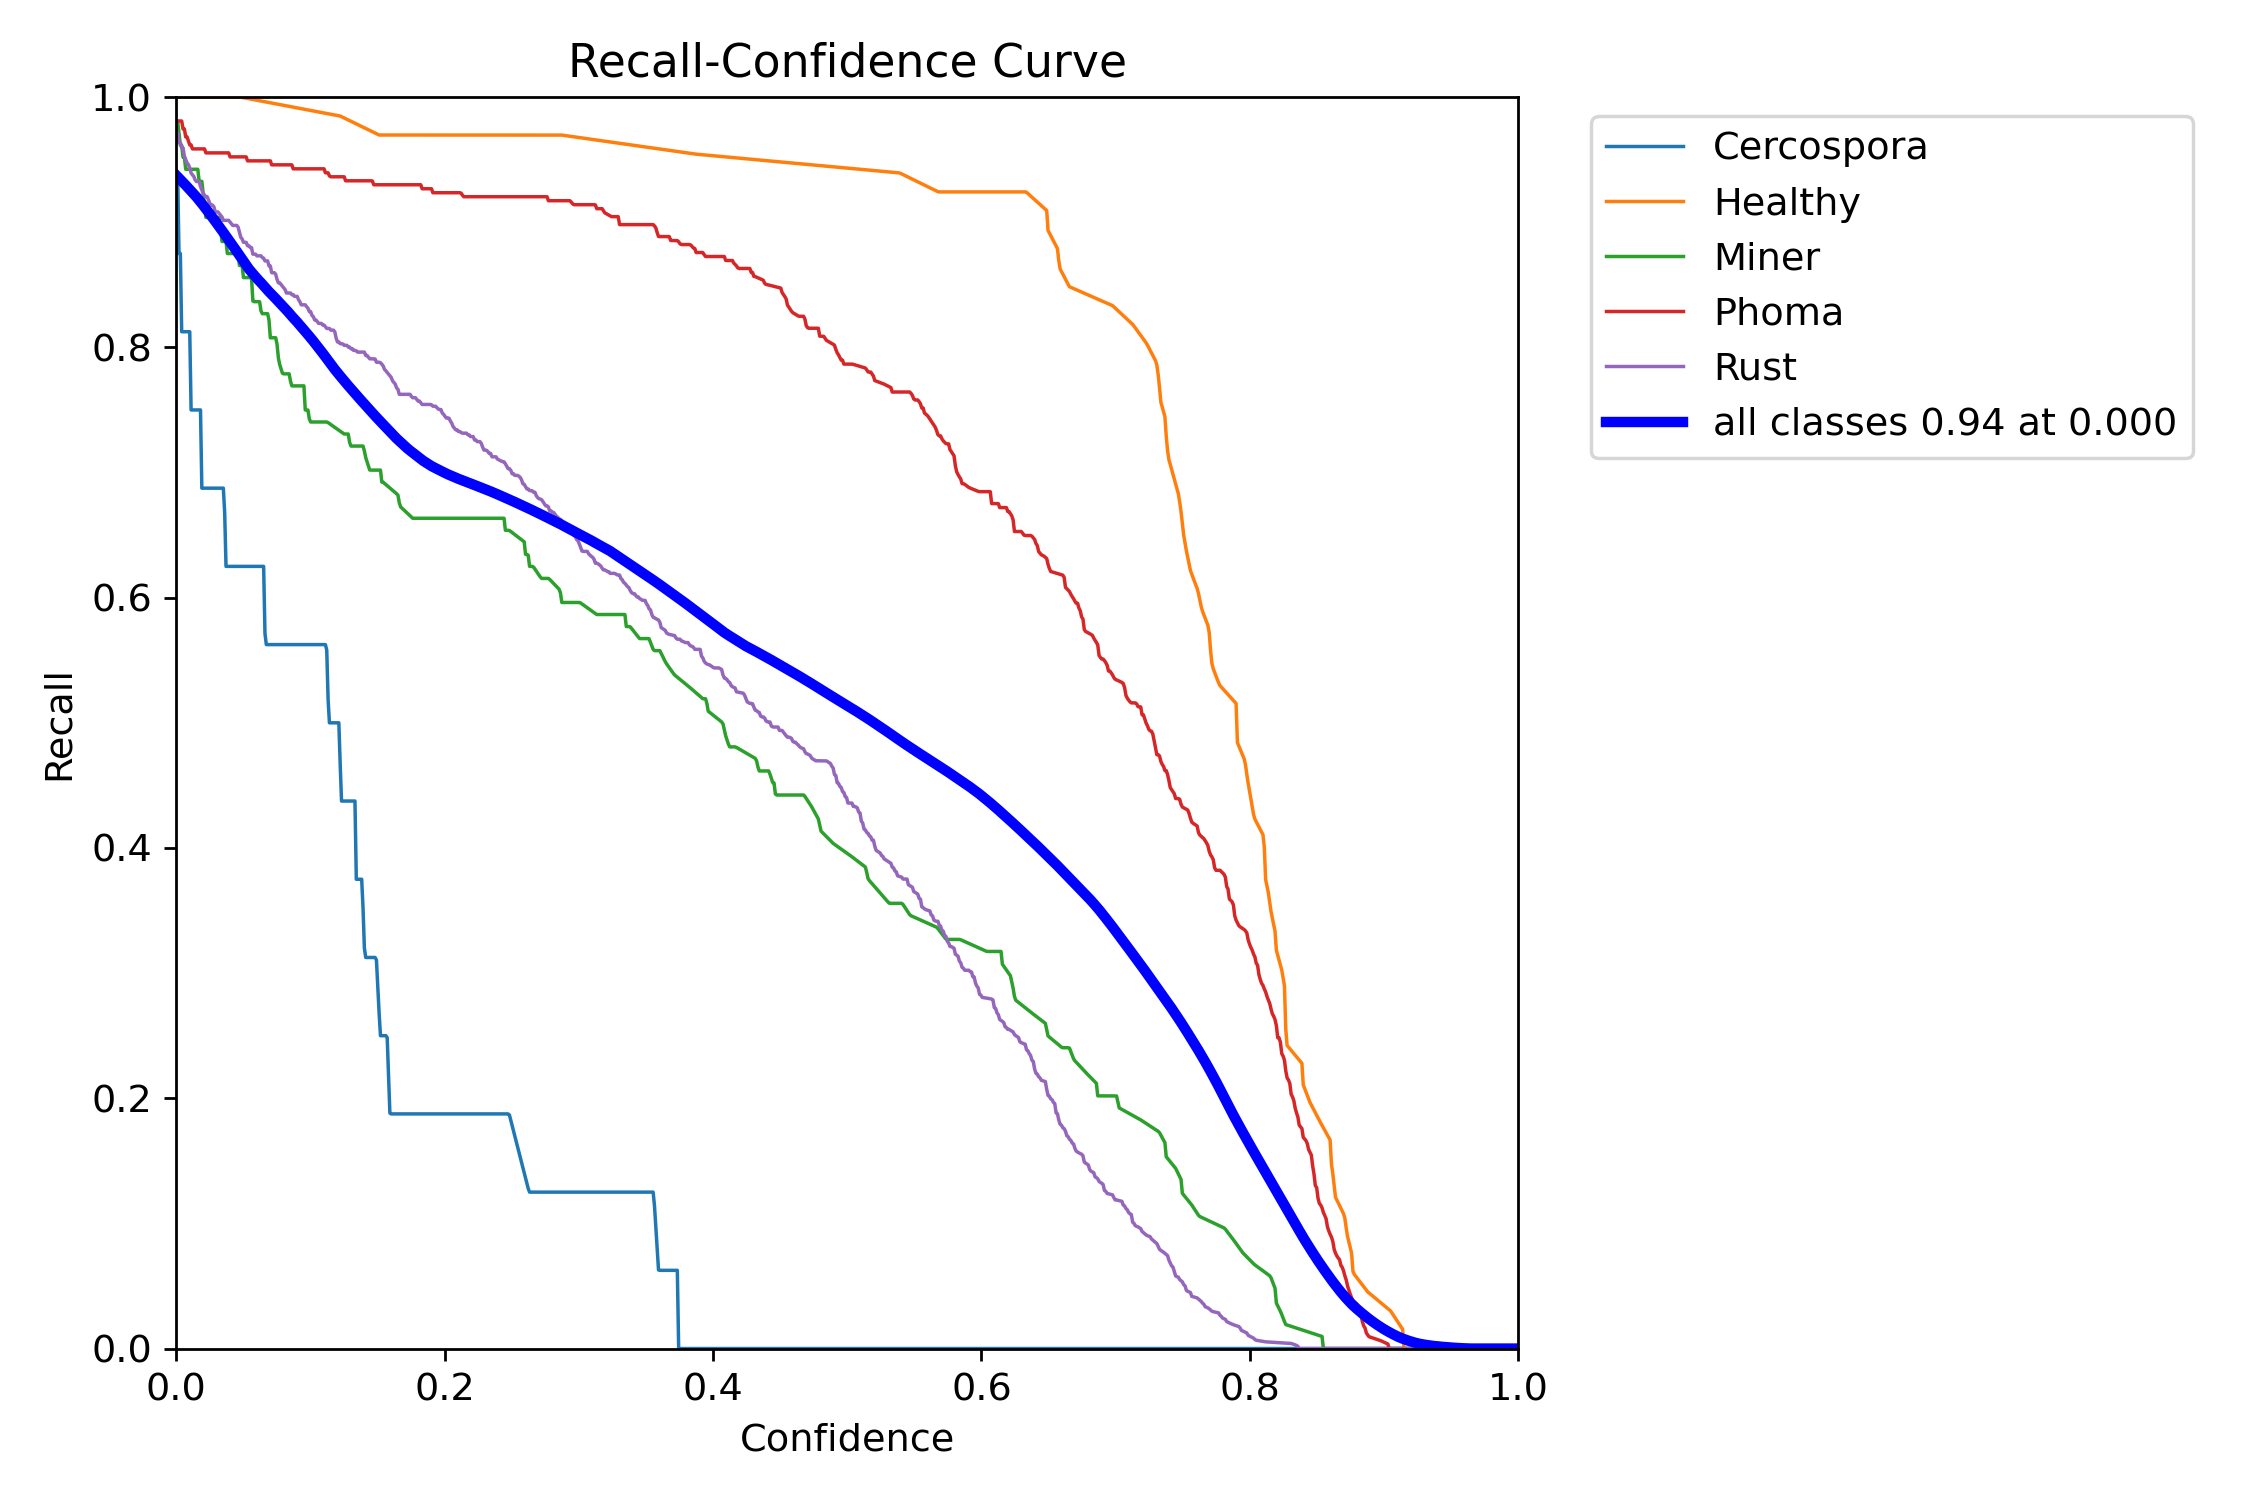 Recall-Confidence Curve
1.0
0.8
0.6
0.4
0.2
0.0
Recall
0.0 0.2 0.4 0.6 0.8 1.0
Confidence
Cercospora
Healthy
Miner
Phoma
Rust
all classes 0.94 at 0.000